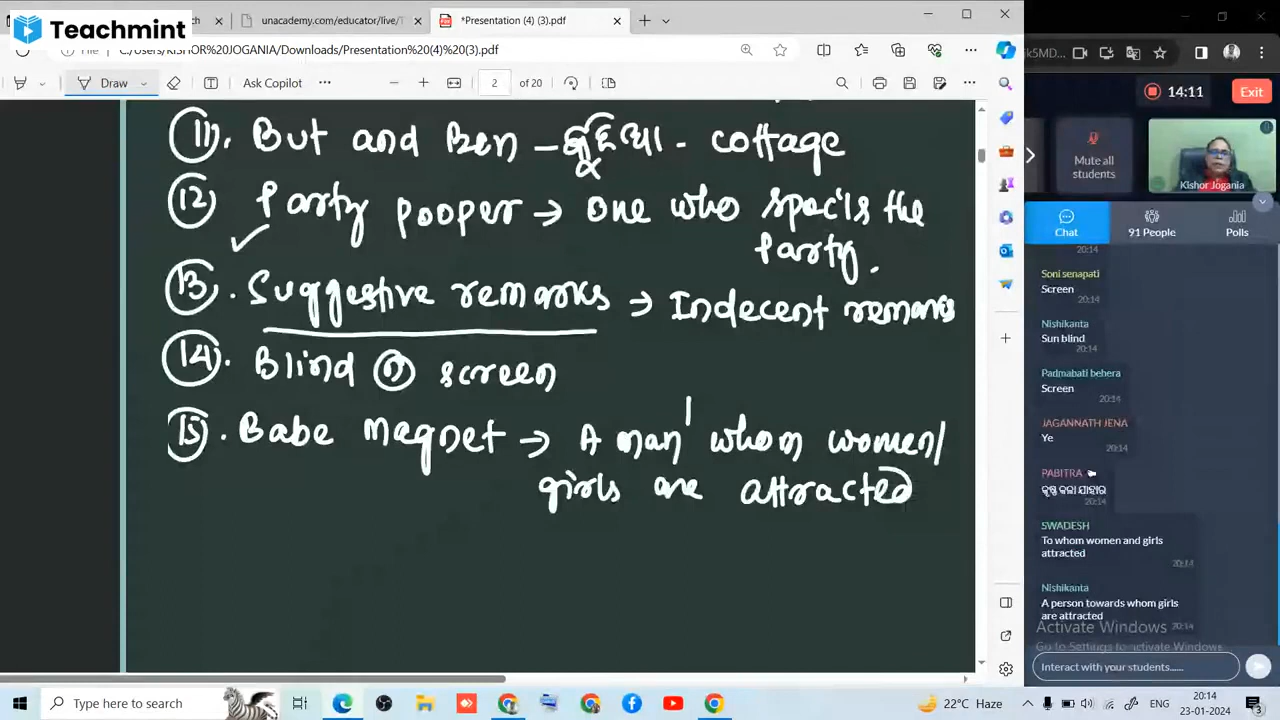 Teachmint
unacademy.com/educator/live/T
*Presentation (4) (3).pdf
File
C:/Users/KISHOR%20JOGANIA/Downloads/Presentation%20(4)%20(3).pdf
Draw
Ask Copilot
2
of 20
14:11
Exit
Mute all
students
Kishor Jogania
Chat
91 People
Polls
11. But and Ben - - cottage
12 Party pooper → one who spoils the
Party.
13. Suggestive remarks → Indecent remarks
14. Blind screen
15. Babe magnet → A man whom women/
girls are attracted
20:14
Soni senapati
Screen
20:14
Nishikanta
Sun blind
20:14
Padmabati behera
Screen
20:14
JAGANNATH JENA
Ye
20:14
PABITRA
20:14
SWADESH
To whom women and girls
attracted
20:14
Nishikanta
A person towards whom girls
are attracted
20:14
Activate Windows
Go to Settings to activate Windows.
Interact with your students......
Type here to search
22°C Haze
ENG
20:14
23-01-2024
3